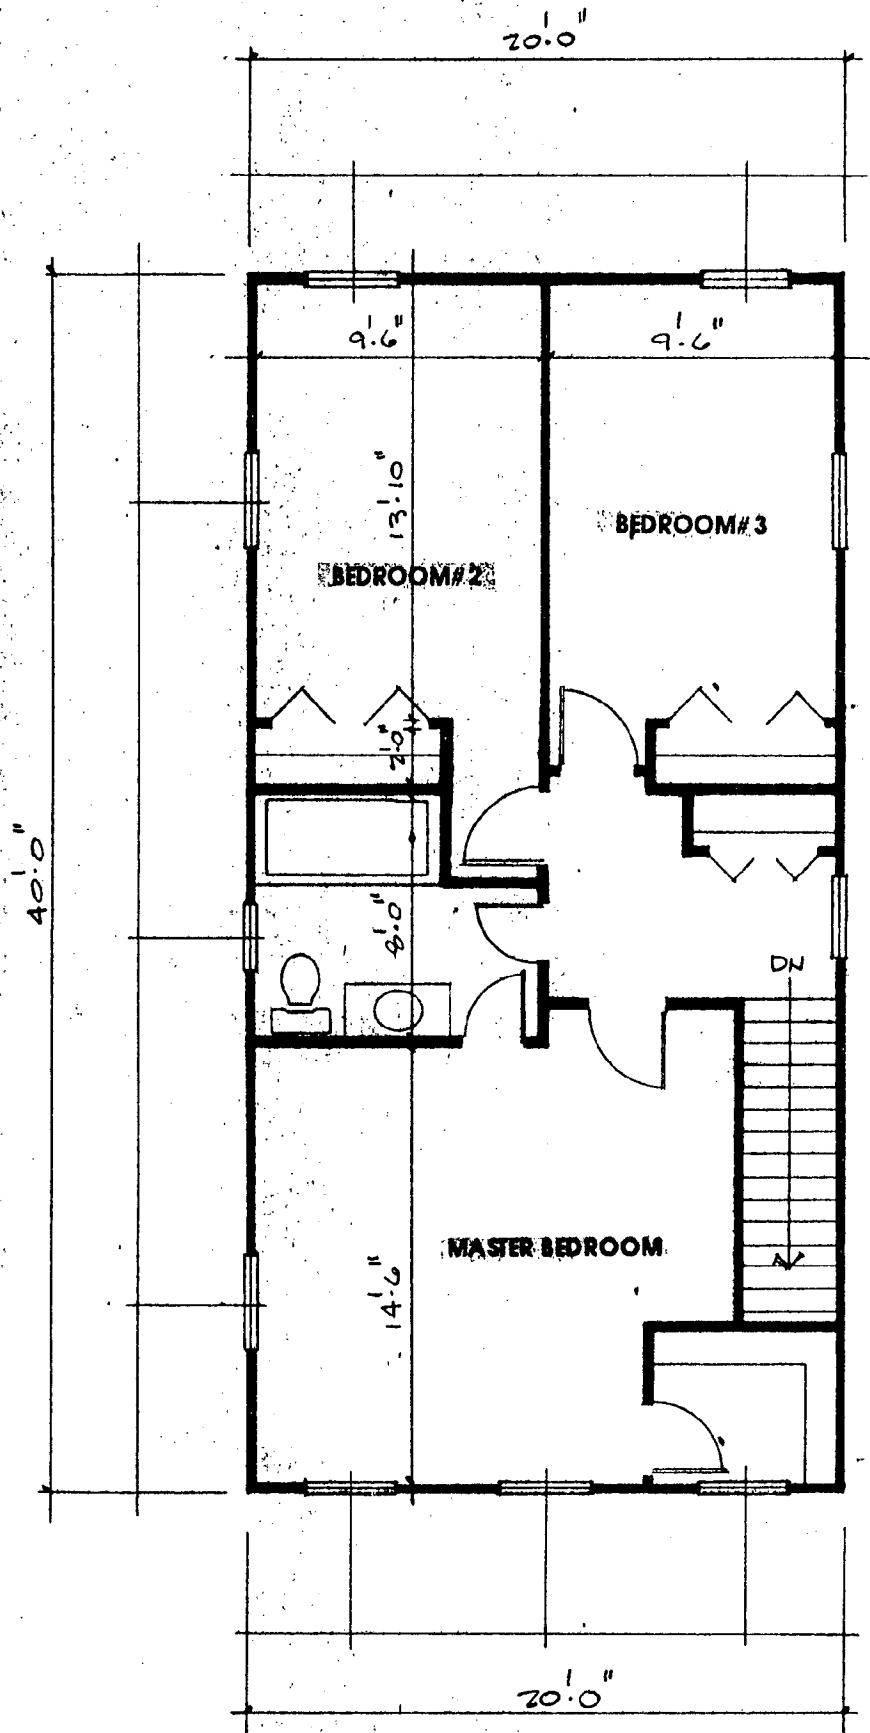 20'-0"
9'-6"
9'-6"
13'-10"
BEDROOM#3
BEDROOM#2
2'-0"
40'-0"
8'-0"
DN
MASTER BEDROOM
14'-6"
20'-0"